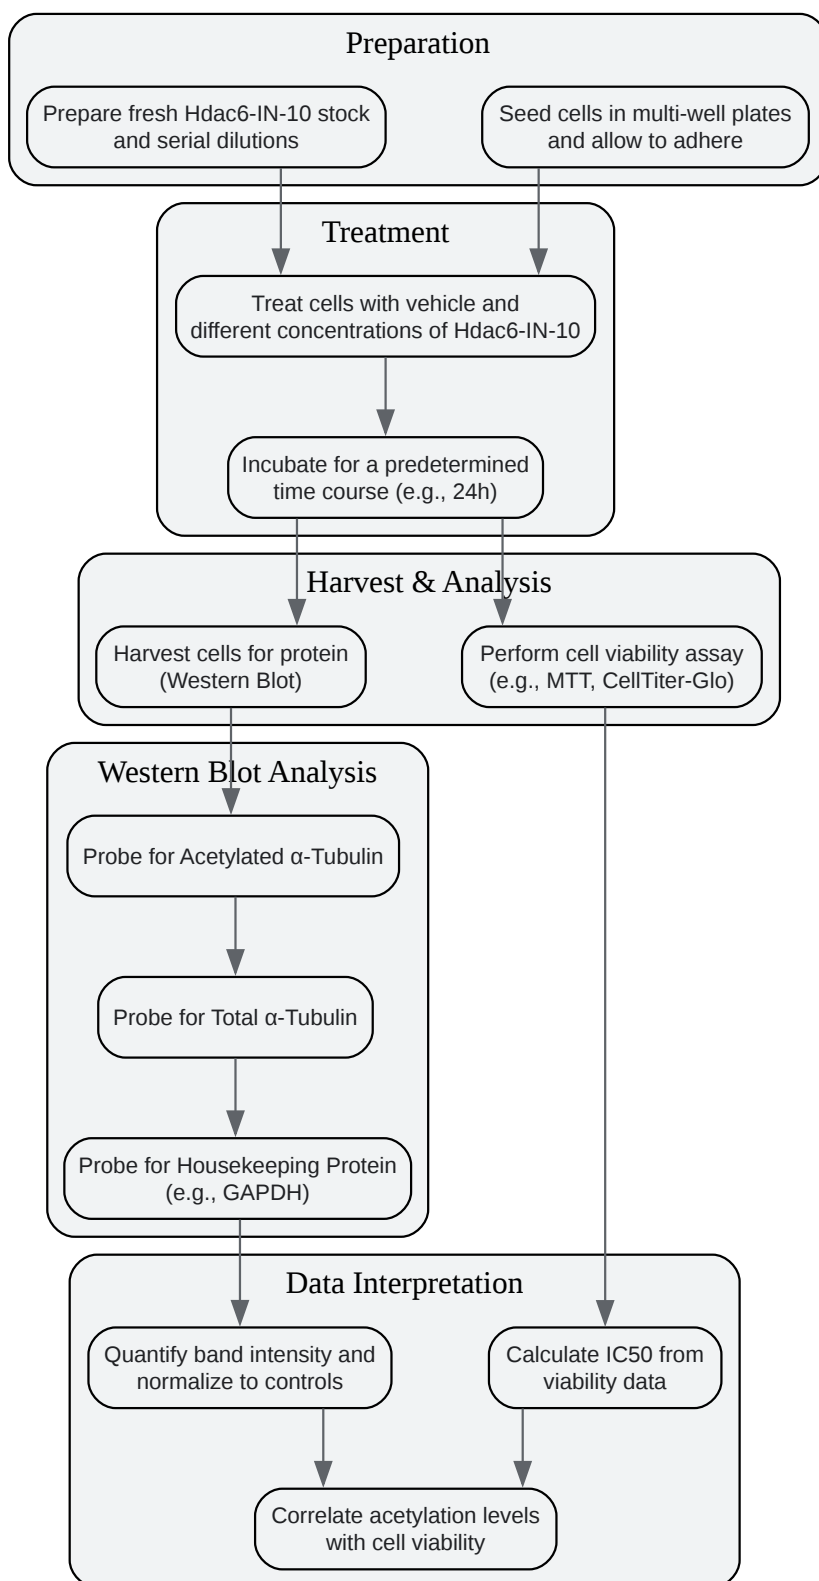 Preparation
Prepare fresh Hdac6-IN-10 stock
and serial dilutions
Seed cells in multi-well plates
and allow to adhere
Treatment
Treat cells with vehicle and
different concentrations of Hdac6-IN-10
Incubate for a predetermined
time course (e.g., 24h)
Harvest & Analysis
Harvest cells for protein
(Western Blot)
Perform cell viability assay
(e.g., MTT, CellTiter-Glo)
Western Blot Analysis
Probe for Acetylated α-Tubulin
Probe for Total α-Tubulin
Probe for Housekeeping Protein
(e.g., GAPDH)
Data Interpretation
Quantify band intensity and
normalize to controls
Calculate IC50 from
viability data
Correlate acetylation levels
with cell viability